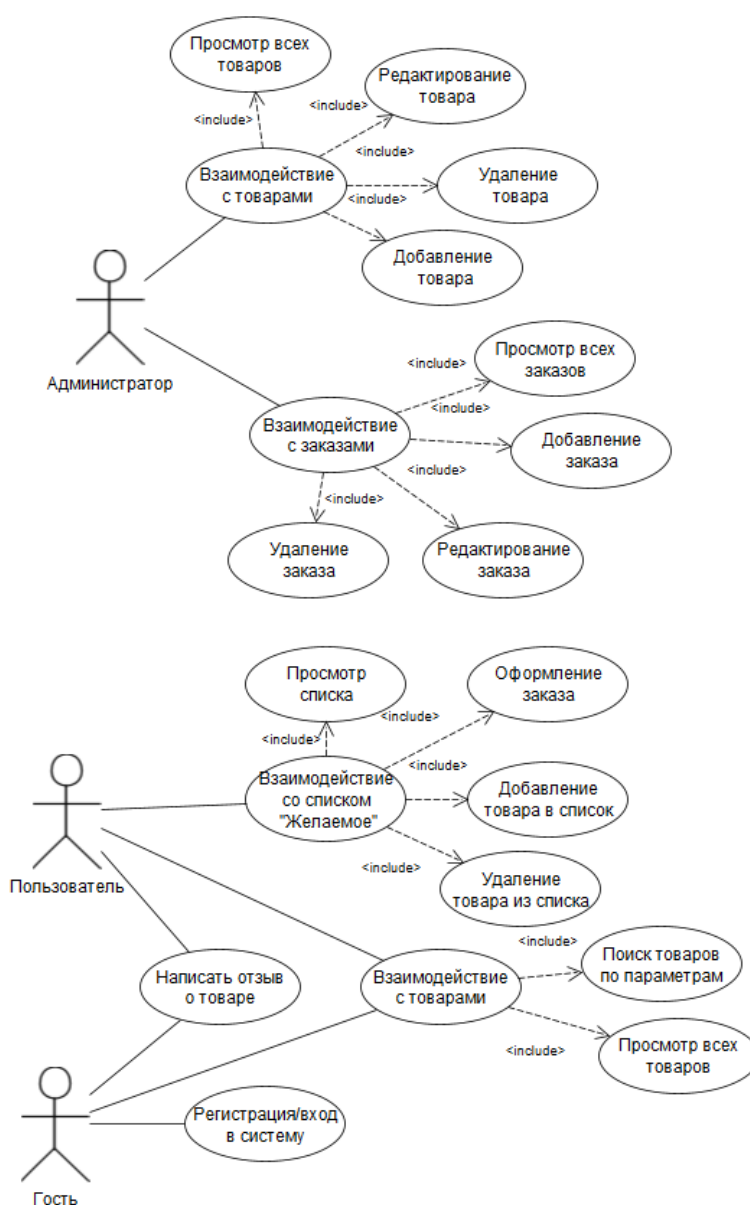 Просмотр всех
товаров
Редактирование
товара
<include>
<include>
<include>
Взаимодействие
с товарами
Удаление
товара
<include>
Добавление
товара
Администратор
Просмотр всех
заказов
<include>
<include>
Взаимодействие
с заказами
Добавление
заказа
<include>
<include>
Удаление
заказа
Редактирование
заказа
Просмотр
списка
Оформление
заказа
<include>
<include>
<include>
Взаимодействие
со списком
"Желаемое"
Добавление
товара в список
<include>
Удаление
товара из списка
Пользователь
<include>
Написать отзыв
о товаре
Взаимодействие
с товарами
Поиск товаров
по параметрам
<include>
Просмотр всех
товаров
Регистрация/вход
в систему
Гость